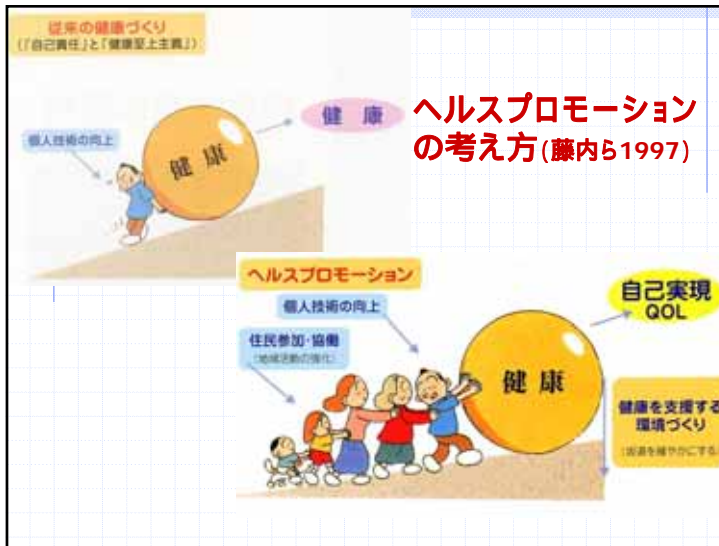 従来の健康づくり
(「自己責任」と「健康至上主義」)
個人技術の向上
健康
健 康
ヘルスプロモーション
の考え方(藤内ら1997)
ヘルスプロモーション
個人技術の向上
住民参加・協働
(地域活動の強化)
健康
自己実現
QOL
健康を支援する
環境づくり
(坂道を緩やかにする)